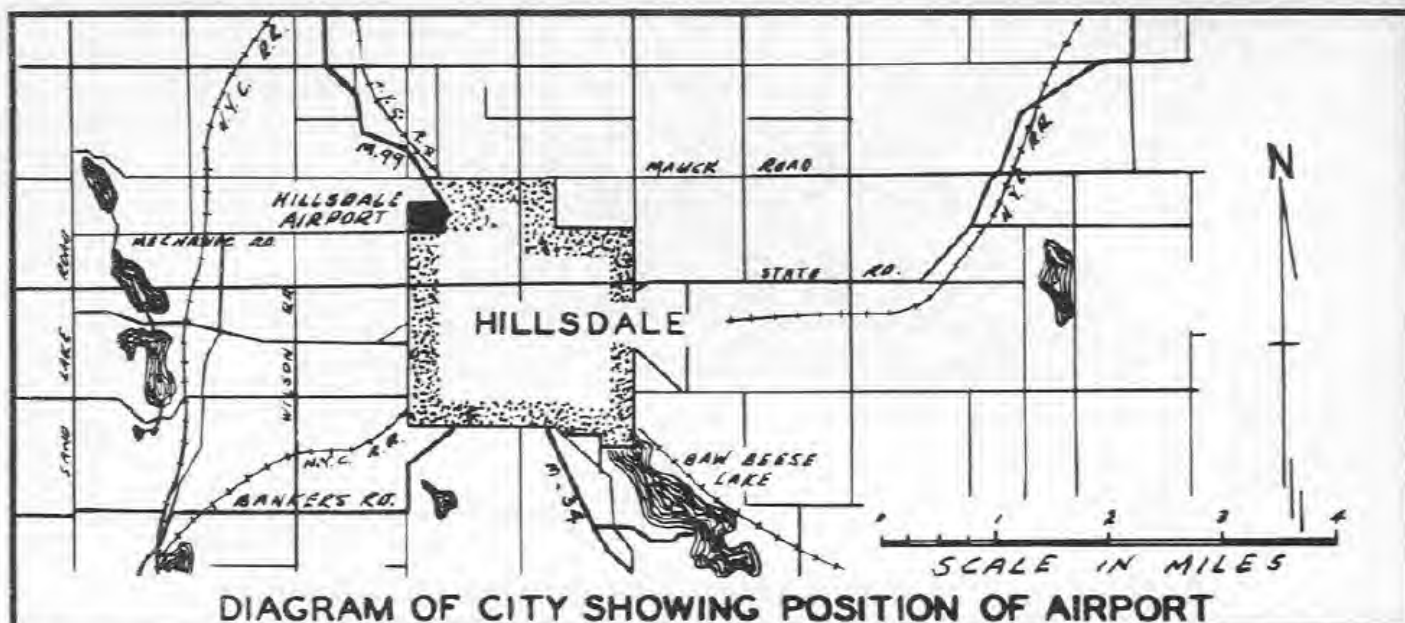 N.Y.C. R.R.
N.Y.C. R.R.
M.99
MAUCK ROAD
N.Y.C. RR
N
HILLSDALE
AIRPORT
MECHANIC RD.
SAND LAKE ROAD
STATE RD.
HILLSDALE
WILSON RD.
N.Y.C. R.R.
BANKERS RD.
M-34
BAW BEESE
LAKE
0 1 2 3 4
SCALE IN MILES
DIAGRAM OF CITY SHOWING POSITION OF AIRPORT